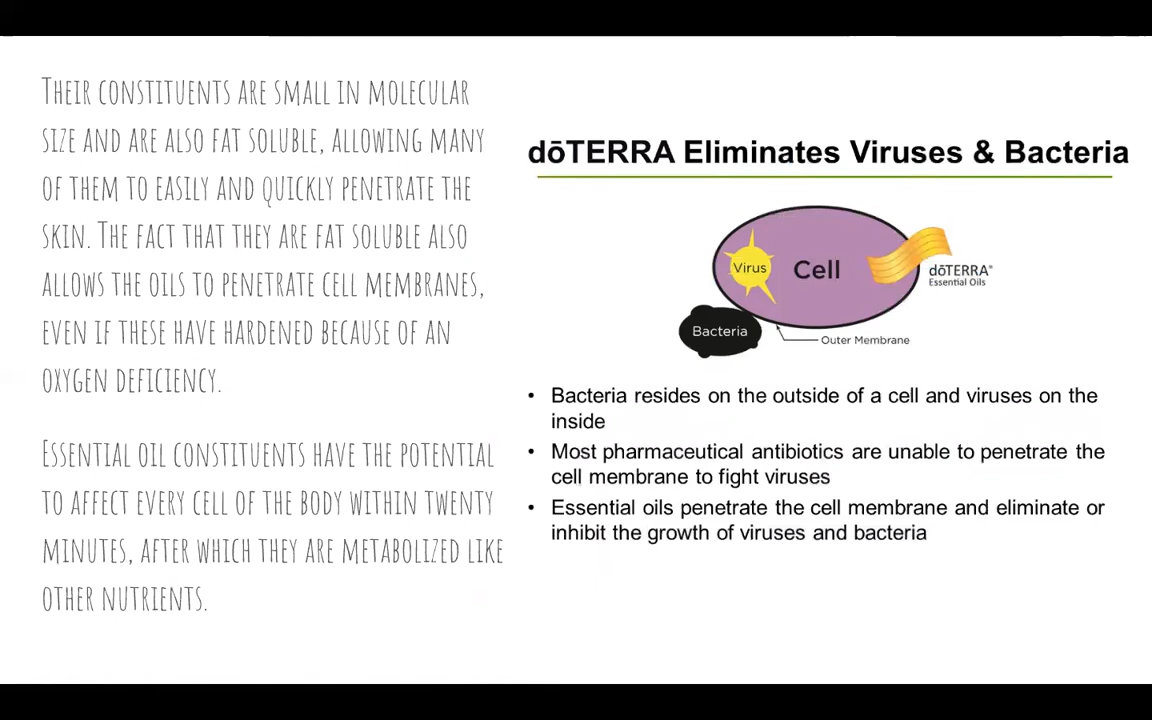 THEIR CONSTITUENTS ARE SMALL IN MOLECULAR
SIZE AND ARE ALSO FAT SOLUBLE, ALLOWING MANY
OF THEM TO EASILY AND QUICKLY PENETRATE THE
SKIN. THE FACT THAT THEY ARE FAT SOLUBLE ALSO
ALLOWS THE OILS TO PENETRATE CELL MEMBRANES,
EVEN IF THESE HAVE HARDENED BECAUSE OF AN
OXYGEN DEFICIENCY.
ESSENTIAL OIL CONSTITUENTS HAVE THE POTENTIAL
TO AFFECT EVERY CELL OF THE BODY WITHIN TWENTY
MINUTES, AFTER WHICH THEY ARE METABOLIZED LIKE
OTHER NUTRIENTS.
dōTERRA Eliminates Viruses & Bacteria
Virus
Cell
dōTERRA®
Essential Oils
Bacteria
Outer Membrane
• Bacteria resides on the outside of a cell and viruses on the
inside
• Most pharmaceutical antibiotics are unable to penetrate the
cell membrane to fight viruses
• Essential oils penetrate the cell membrane and eliminate or
inhibit the growth of viruses and bacteria